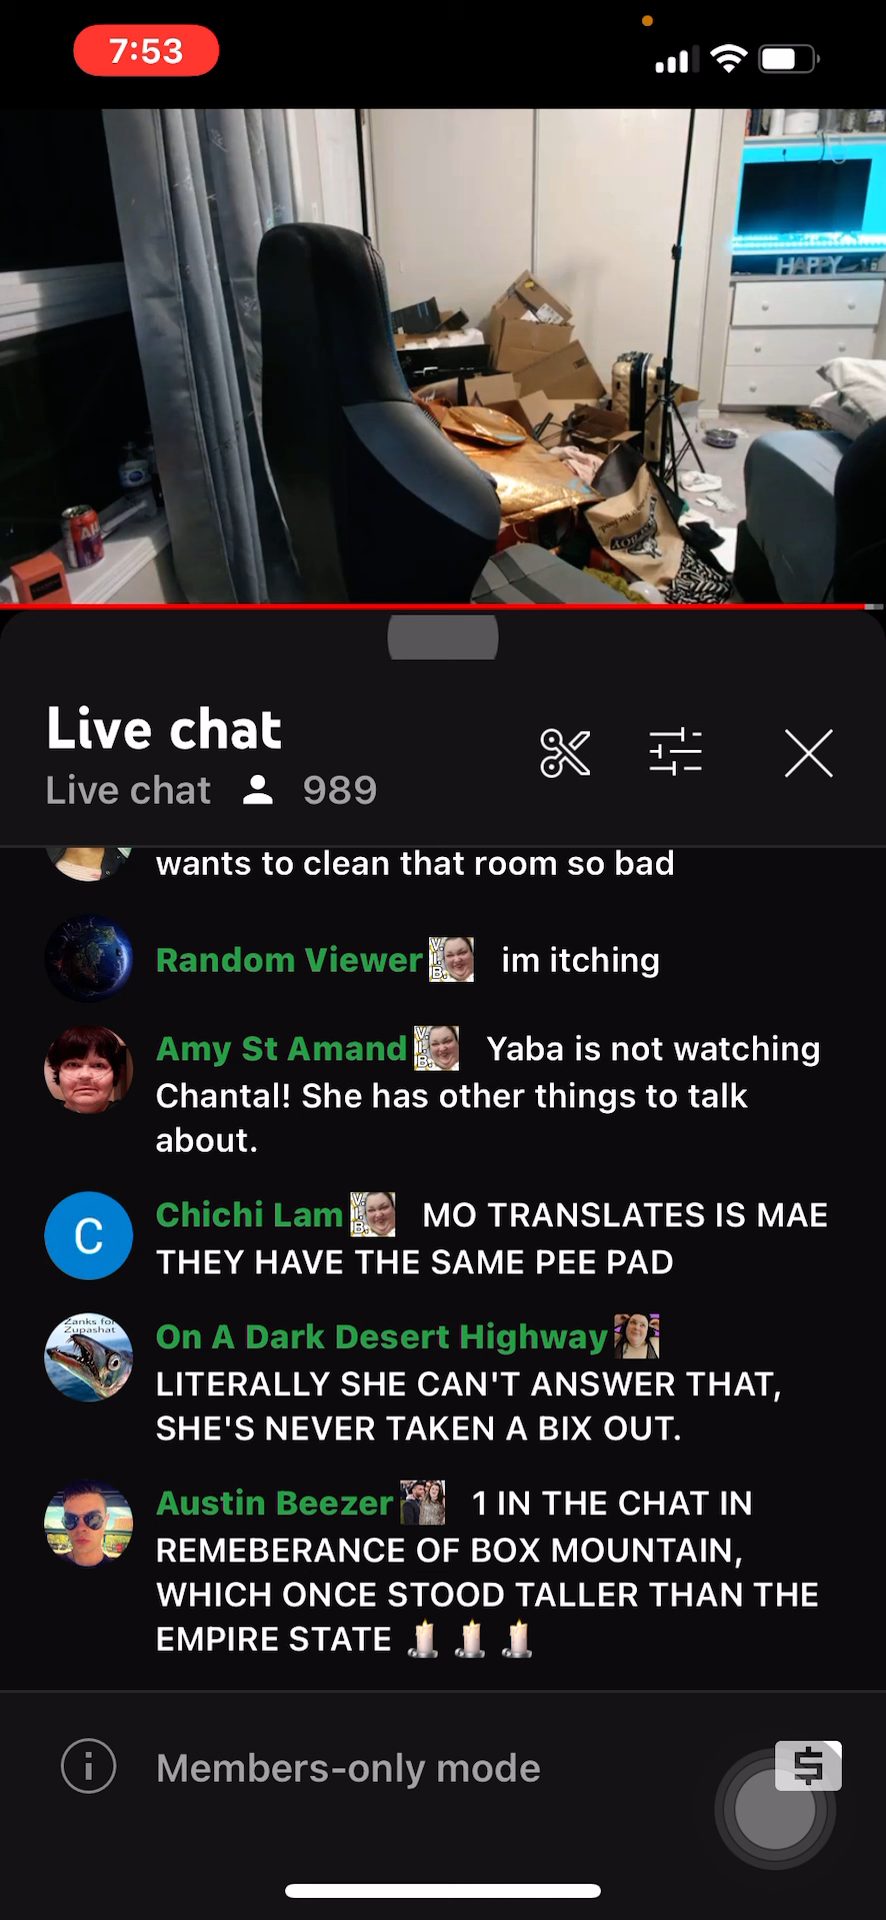 7:53
HAPPY
Live chat
Live chat 989
wants to clean that room so bad
Random Viewer V.I.B. im itching
Amy St Amand V.I.B. Yaba is not watching
Chantal! She has other things to talk
about.
C
Chichi Lam V.I.B. MO TRANSLATES IS MAE
THEY HAVE THE SAME PEE PAD
Zanks for
Zupashat
On A Dark Desert Highway
LITERALLY SHE CAN'T ANSWER THAT,
SHE'S NEVER TAKEN A BIX OUT.
Austin Beezer 1 IN THE CHAT IN
REMEBERANCE OF BOX MOUNTAIN,
WHICH ONCE STOOD TALLER THAN THE
EMPIRE STATE 🕯️🕯️🕯️
Members-only mode
$